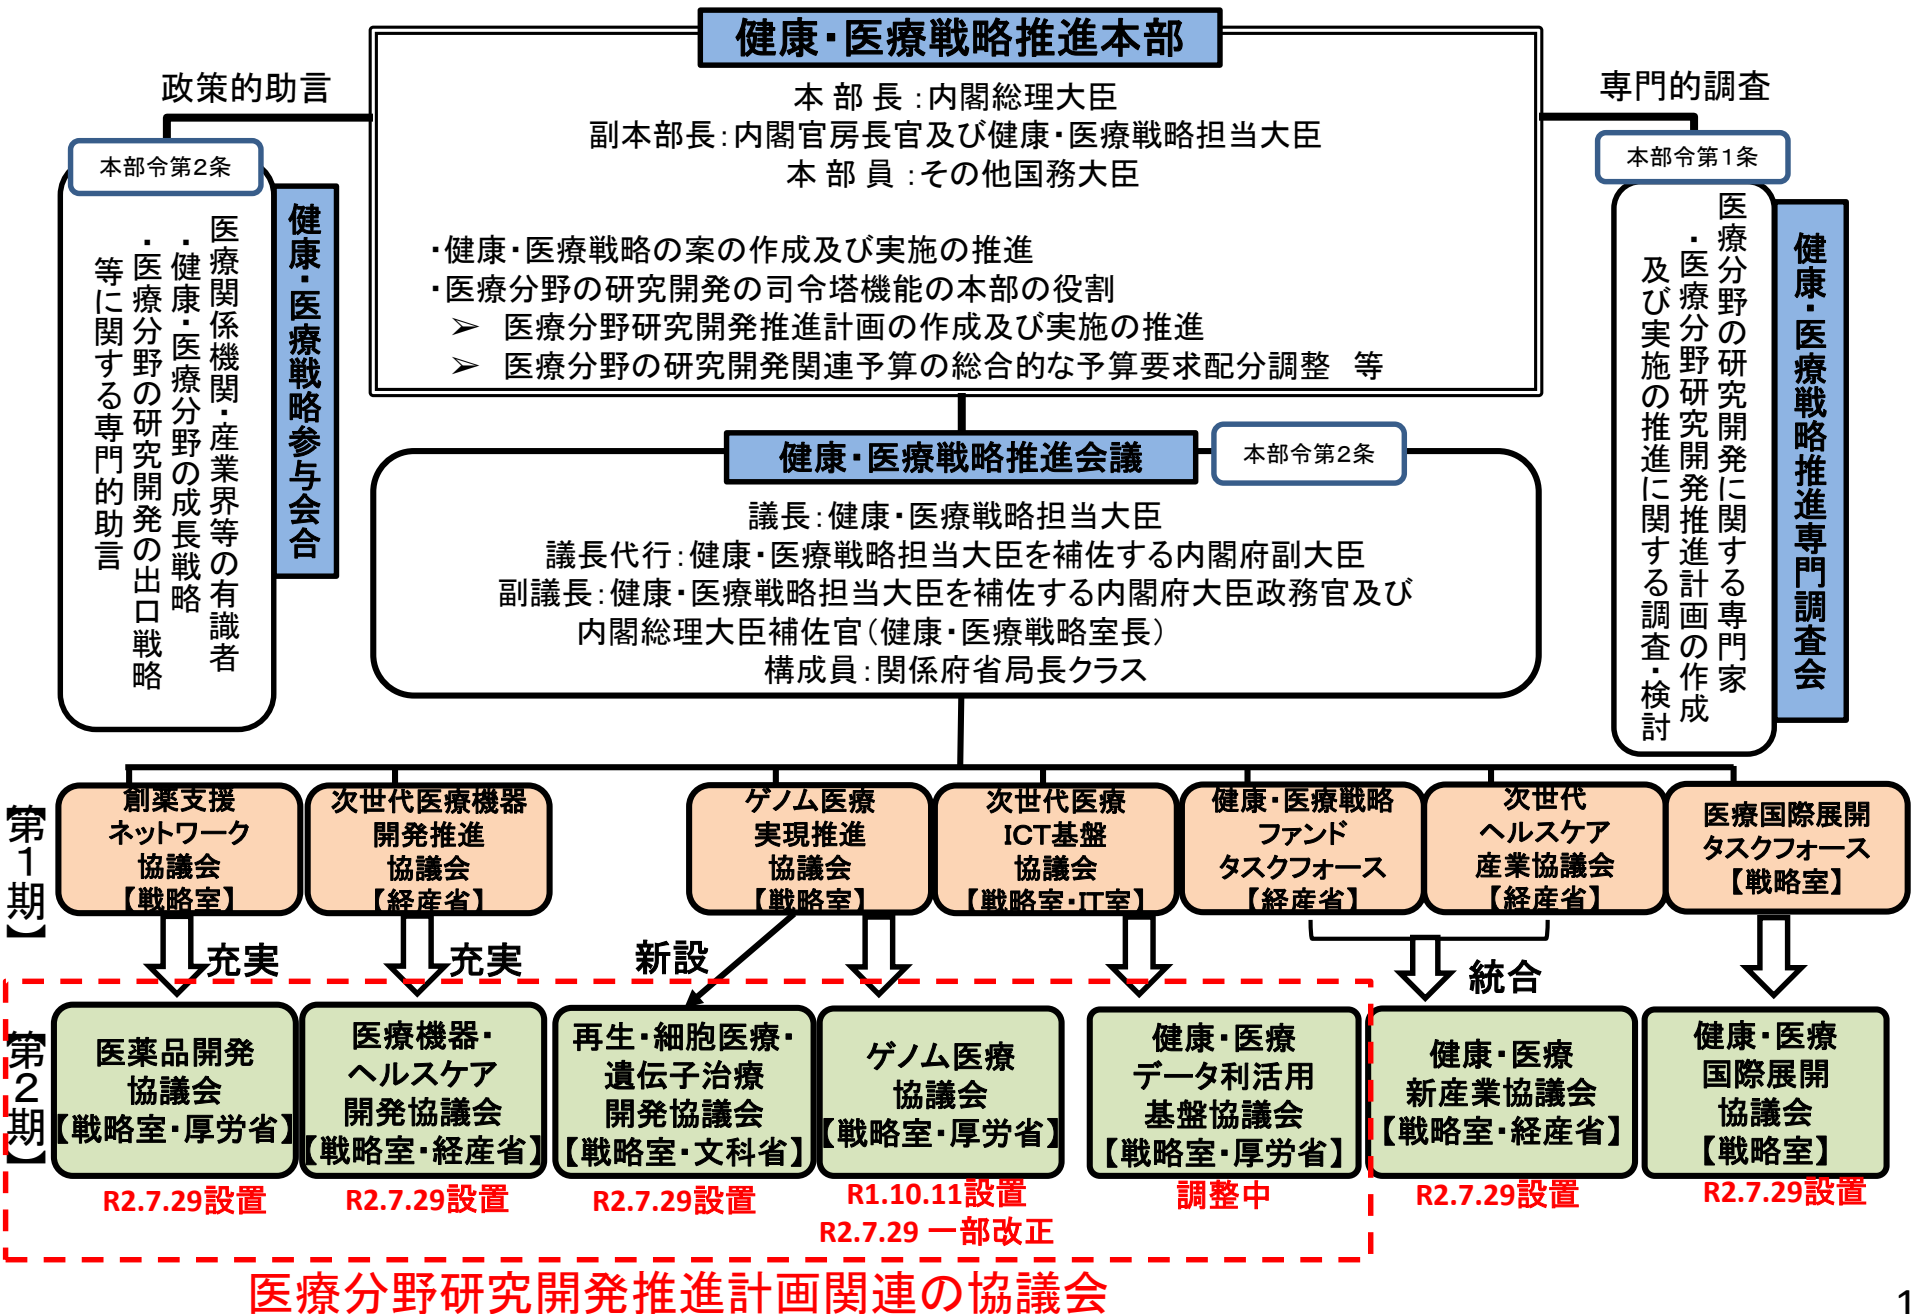 健康・医療戦略推進本部
政策的助言
専門的調査
本 部 長 ：内閣総理大臣
副本部長：内閣官房長官及び健康・医療戦略担当大臣
本 部 員 ：その他国務大臣
・健康・医療戦略の案の作成及び実施の推進
・医療分野の研究開発の司令塔機能の本部の役割
➢ 医療分野研究開発推進計画の作成及び実施の推進
➢ 医療分野の研究開発関連予算の総合的な予算要求配分調整 等
本部令第2条
健康・医療戦略参与会合
医療関係機関・産業界等の有識者
・健康・医療分野の成長戦略
・医療分野の研究開発の出口戦略
等に関する専門的助言
本部令第1条
健康・医療戦略推進専門調査会
医療分野の研究開発に関する専門家
・医療分野研究開発推進計画の作成
及び実施の推進に関する調査・検討
健康・医療戦略推進会議
本部令第2条
議長：健康・医療戦略担当大臣
議長代行：健康・医療戦略担当大臣を補佐する内閣府副大臣
副議長：健康・医療戦略担当大臣を補佐する内閣府大臣政務官及び
内閣総理大臣補佐官（健康・医療戦略室長）
構成員：関係府省局長クラス
【第1期】
創薬支援
ネットワーク
協議会
【戦略室】
次世代医療機器
開発推進
協議会
【経産省】
ゲノム医療
実現推進
協議会
【戦略室】
次世代医療
ICT基盤
協議会
【戦略室・IT室】
健康・医療戦略
ファンド
タスクフォース
【経産省】
次世代
ヘルスケア
産業協議会
【経産省】
医療国際展開
タスクフォース
【戦略室】
充実
充実
新設
統合
【第2期】
医薬品開発
協議会
【戦略室・厚労省】
医療機器・
ヘルスケア
開発協議会
【戦略室・経産省】
再生・細胞医療・
遺伝子治療
開発協議会
【戦略室・文科省】
ゲノム医療
協議会
【戦略室・厚労省】
健康・医療
データ利活用
基盤協議会
【戦略室・厚労省】
健康・医療
新産業協議会
【戦略室・経産省】
健康・医療
国際展開
協議会
【戦略室】
R2.7.29設置
R2.7.29設置
R2.7.29設置
R1.10.11設置
R2.7.29 一部改正
調整中
R2.7.29設置
R2.7.29設置
医療分野研究開発推進計画関連の協議会
1